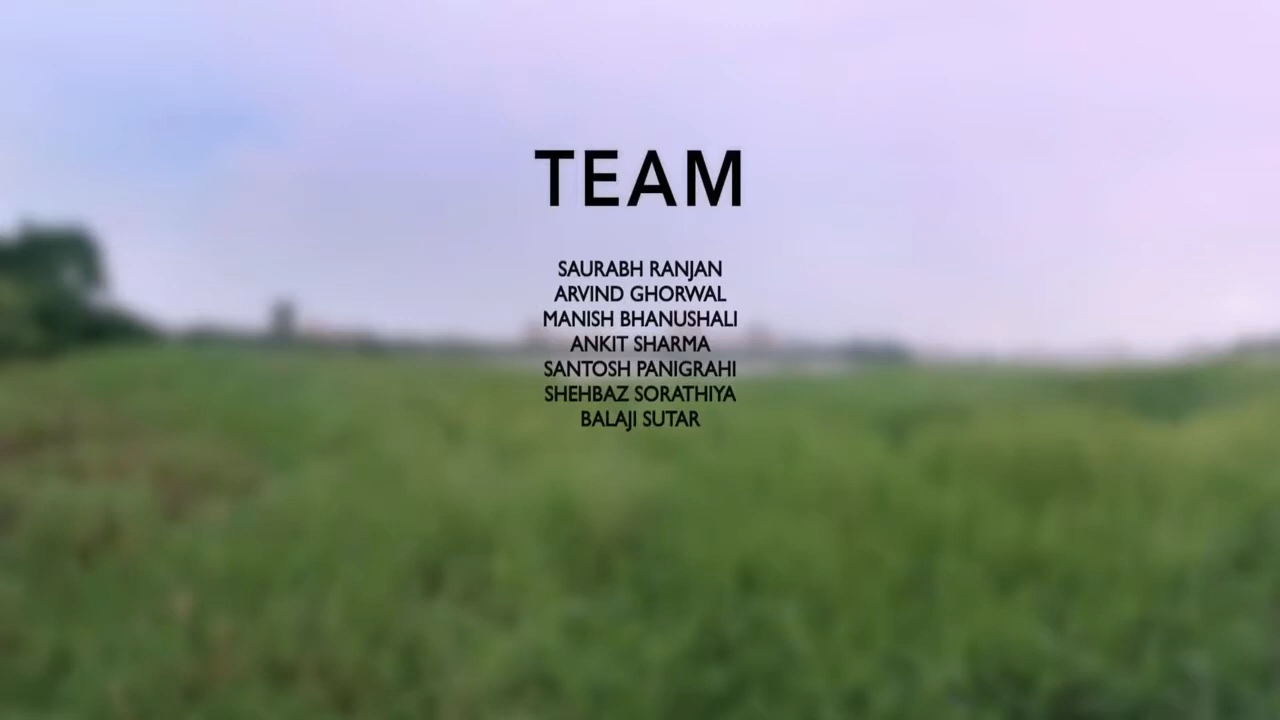 TEAM
SAURABH RANJAN
ARVIND GHORWAL
MANISH BHANUSHALI
ANKIT SHARMA
SANTOSH PANIGRAHI
SHEHBAZ SORATHIYA
BALAJI SUTAR